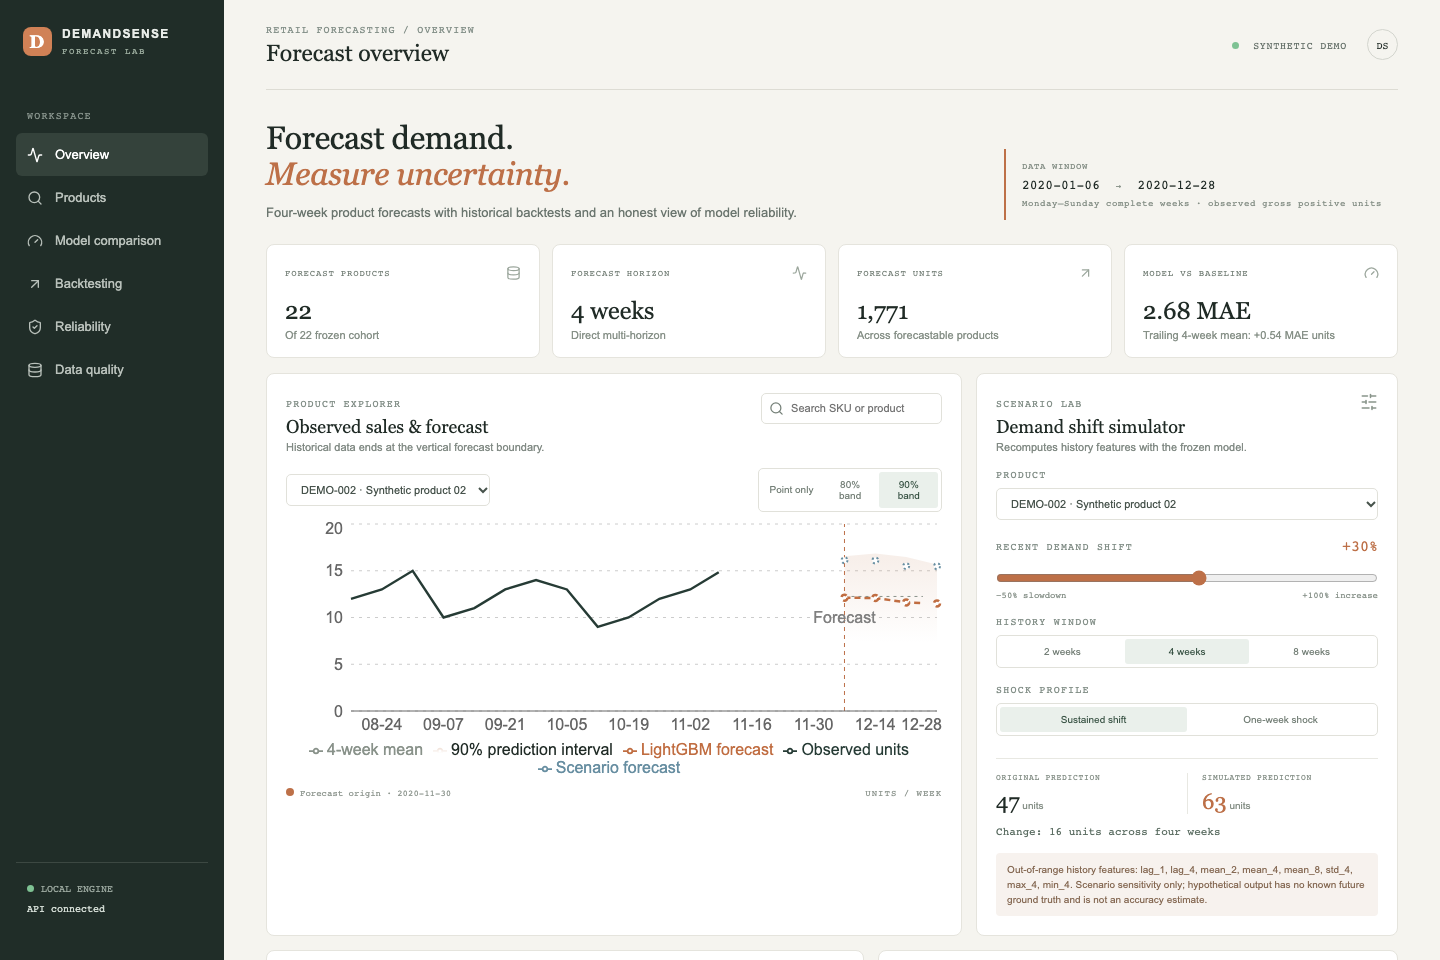 D
DEMANDSENSE
FORECAST LAB
WORKSPACE
Overview
Products
Model comparison
Backtesting
Reliability
Data quality
LOCAL ENGINE
API connected
RETAIL FORECASTING / OVERVIEW
Forecast overview
SYNTHETIC DEMO
DS
Forecast demand.
Measure uncertainty.
Four-week product forecasts with historical backtests and an honest view of model reliability.
DATA WINDOW
2020-01-06 → 2020-12-28
Monday–Sunday complete weeks · observed gross positive units
FORECAST PRODUCTS
22
Of 22 frozen cohort
FORECAST HORIZON
4 weeks
Direct multi-horizon
FORECAST UNITS
1,771
Across forecastable products
MODEL VS BASELINE
2.68 MAE
Trailing 4-week mean: +0.54 MAE units
PRODUCT EXPLORER
Observed sales & forecast
Historical data ends at the vertical forecast boundary.
Search SKU or product
DEMO-002 · Synthetic product 02
Point only
80% band
90% band
20
15
10
5
0
Forecast
08-24 09-07 09-21 10-05 10-19 11-02 11-16 11-30 12-14 12-28
4-week mean 90% prediction interval LightGBM forecast Observed units
Scenario forecast
Forecast origin · 2020-11-30
UNITS / WEEK
SCENARIO LAB
Demand shift simulator
Recomputes history features with the frozen model.
PRODUCT
DEMO-002 · Synthetic product 02
RECENT DEMAND SHIFT
+30%
−50% slowdown
+100% increase
HISTORY WINDOW
2 weeks
4 weeks
8 weeks
SHOCK PROFILE
Sustained shift
One-week shock
ORIGINAL PREDICTION
47 units
SIMULATED PREDICTION
63 units
Change: 16 units across four weeks
Out-of-range history features: lag_1, lag_4, mean_2, mean_4, mean_8, std_4,
max_4, min_4. Scenario sensitivity only; hypothetical output has no known future
ground truth and is not an accuracy estimate.